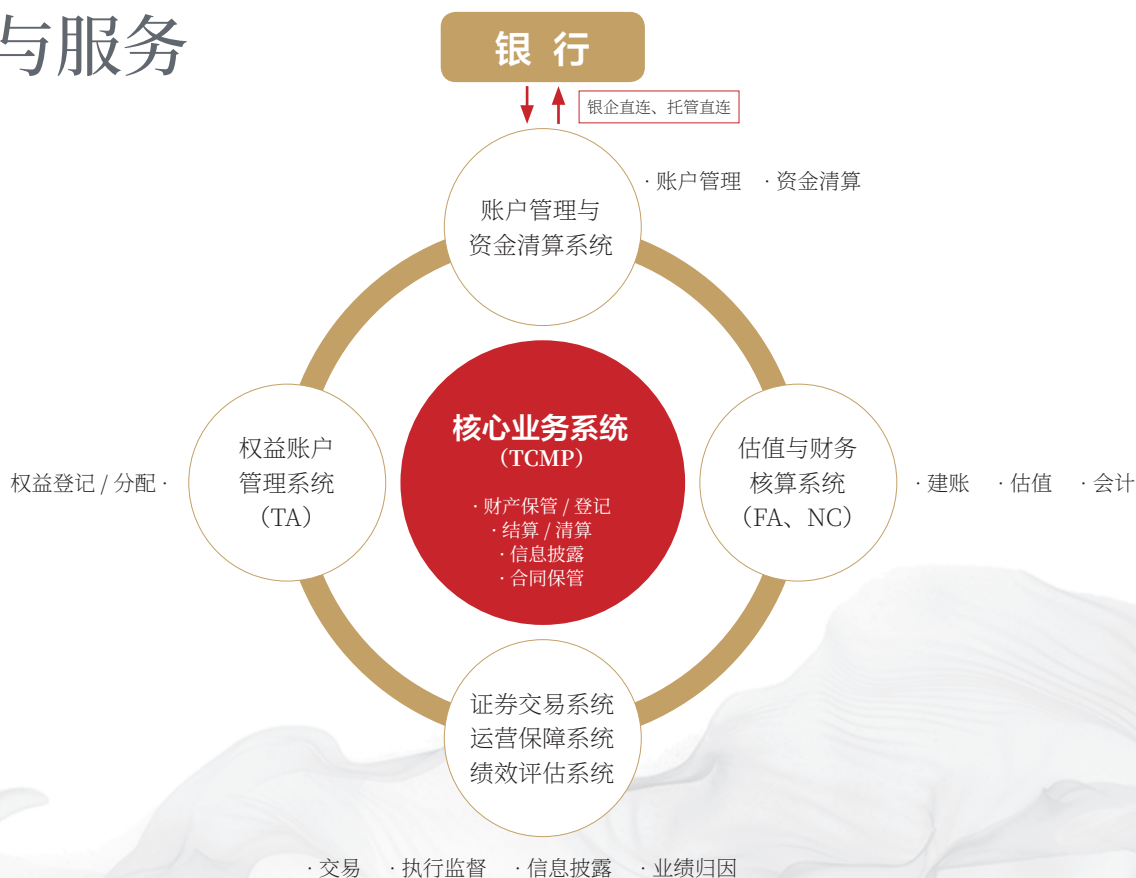 与服务
银行
银企直连、托管直连
· 账户管理 · 资金清算
账户管理与
资金清算系统
权益登记 / 分配 ·
权益账户
管理系统
（TA）
核心业务系统
（TCMP）
· 财产保管 / 登记
· 结算 / 清算
· 信息披露
· 合同保管
估值与财务
核算系统
（FA、NC）
· 建账 · 估值 · 会计
证券交易系统
运营保障系统
绩效评估系统
· 交易 · 执行监督 · 信息披露 · 业绩归因